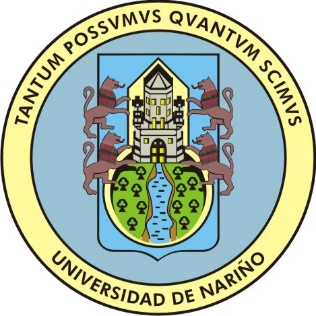 TANTUM POSSVMVS QVANTVM SCIMVS
UNIVERSIDAD DE NARIÑO